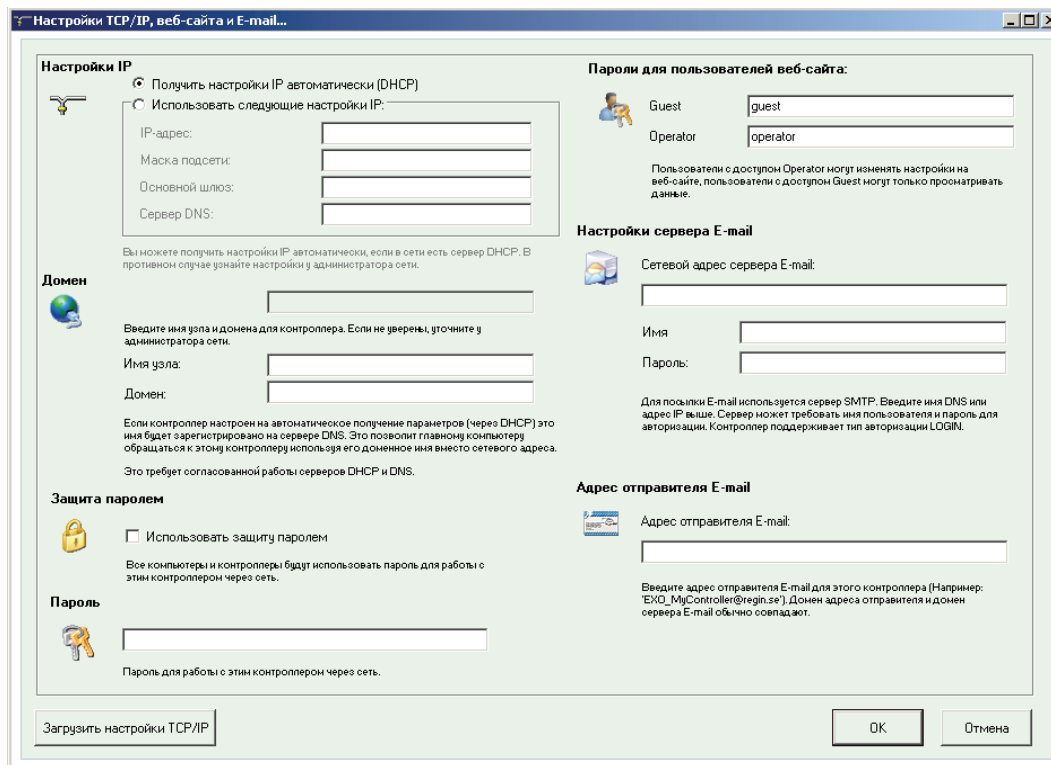 Настройки TCP/IP, веб-сайта и E-mail...
Настройки IP
Получить настройки IP автоматически (DHCP)
Использовать следующие настройки IP:
IP-адрес:
Маска подсети:
Основной шлюз:
Сервер DNS:
Вы можете получить настройки IP автоматически, если в сети есть сервер DHCP. В
противном случае узнайте настройки у администратора сети.
Домен
Введите имя узла и домена для контроллера. Если не уверены, уточните у
администратора сети.
Имя узла:
Домен:
Если контроллер настроен на автоматическое получение параметров (через DHCP) это
имя будет зарегистрировано на сервере DNS. Это позволит главному компьютеру
обращаться к этому контроллеру используя его доменное имя вместо сетевого адреса.
Это требует согласованной работы серверов DHCP и DNS.
Защита паролем
Использовать защиту паролем
Все компьютеры и контроллеры будут использовать пароль для работы с
этим контроллером через сеть.
Пароль
Пароль для работы с этим контроллером через сеть.
Пароли для пользователей веб-сайта:
Guest
guest
Operator
operator
Пользователи с доступом Operator могут изменять настройки на
веб-сайте, пользователи с доступом Guest могут только просматривать
данные.
Настройки сервера E-mail
Сетевой адрес сервера E-mail:
Имя
Пароль:
Для посылки E-mail используется сервер SMTP. Введите имя DNS или
адрес IP выше. Сервер может требовать имя пользователя и пароль для
авторизации. Контроллер поддерживает тип авторизации LOGIN.
Адрес отправителя E-mail
Адрес отправителя E-mail:
Введите адрес отправителя E-mail для этого контроллера (Например:
'EXO_MyController@regin.se'). Домен адреса отправителя и домен
сервера E-mail обычно совпадают.
Загрузить настройки TCP/IP
OK
Отмена